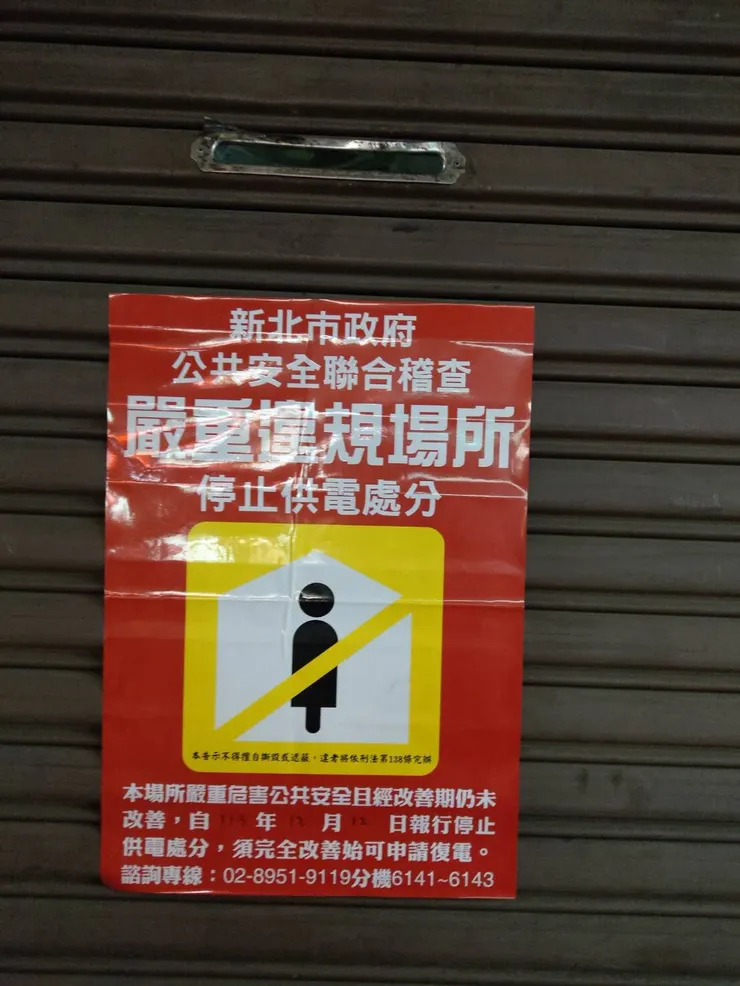 新北市政府
公共安全聯合稽查
嚴重違規場所
停止供電處分
本告示不得擅自撕毀或遮蔽，違者將依刑法第138條究辦
本場所嚴重危害公共安全且經改善期仍未
改善，自 年 月 日報行停止
供電處分，須完全改善始可申請復電。
諮詢專線：02-8951-9119分機6141~6143